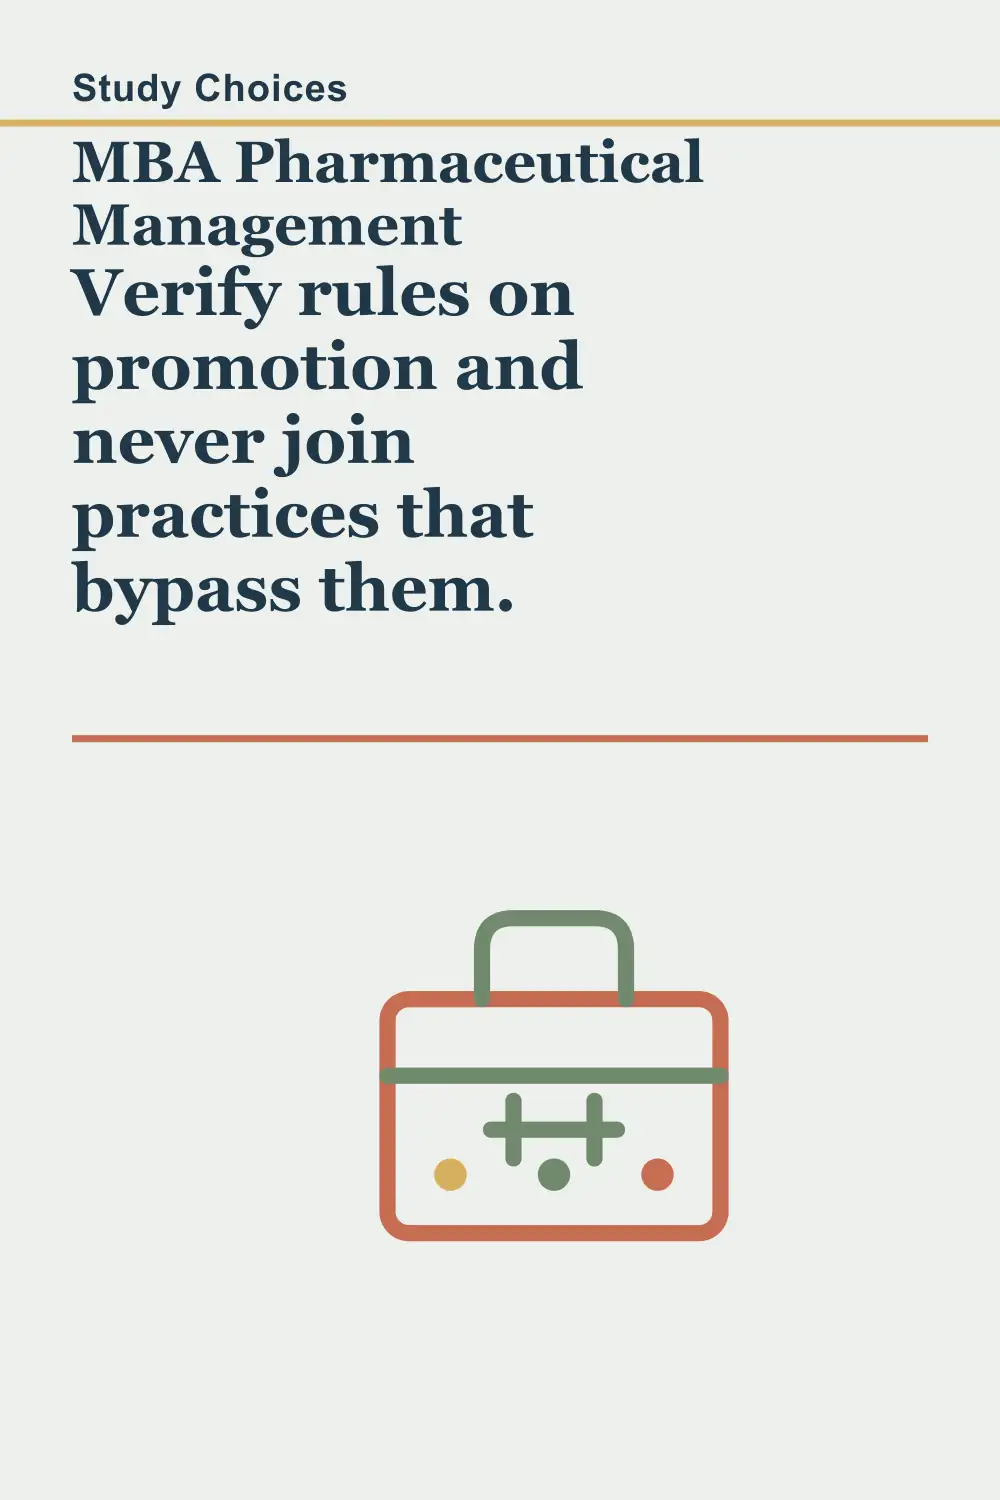 Study Choices
MBA Pharmaceutical
Management
Verify rules on
promotion and
never join
practices that
bypass them.